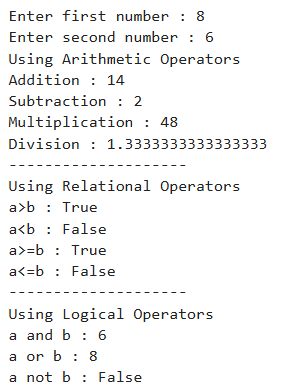 Enter first number : 8
Enter second number : 6
Using Arithmetic Operators
Addition : 14
Subtraction : 2
Multiplication : 48
Division : 1.3333333333333333
--------------------
Using Relational Operators
a>b : True
a<b : False
a>=b : True
a<=b : False
--------------------
Using Logical Operators
a and b : 6
a or b : 8
a not b : False